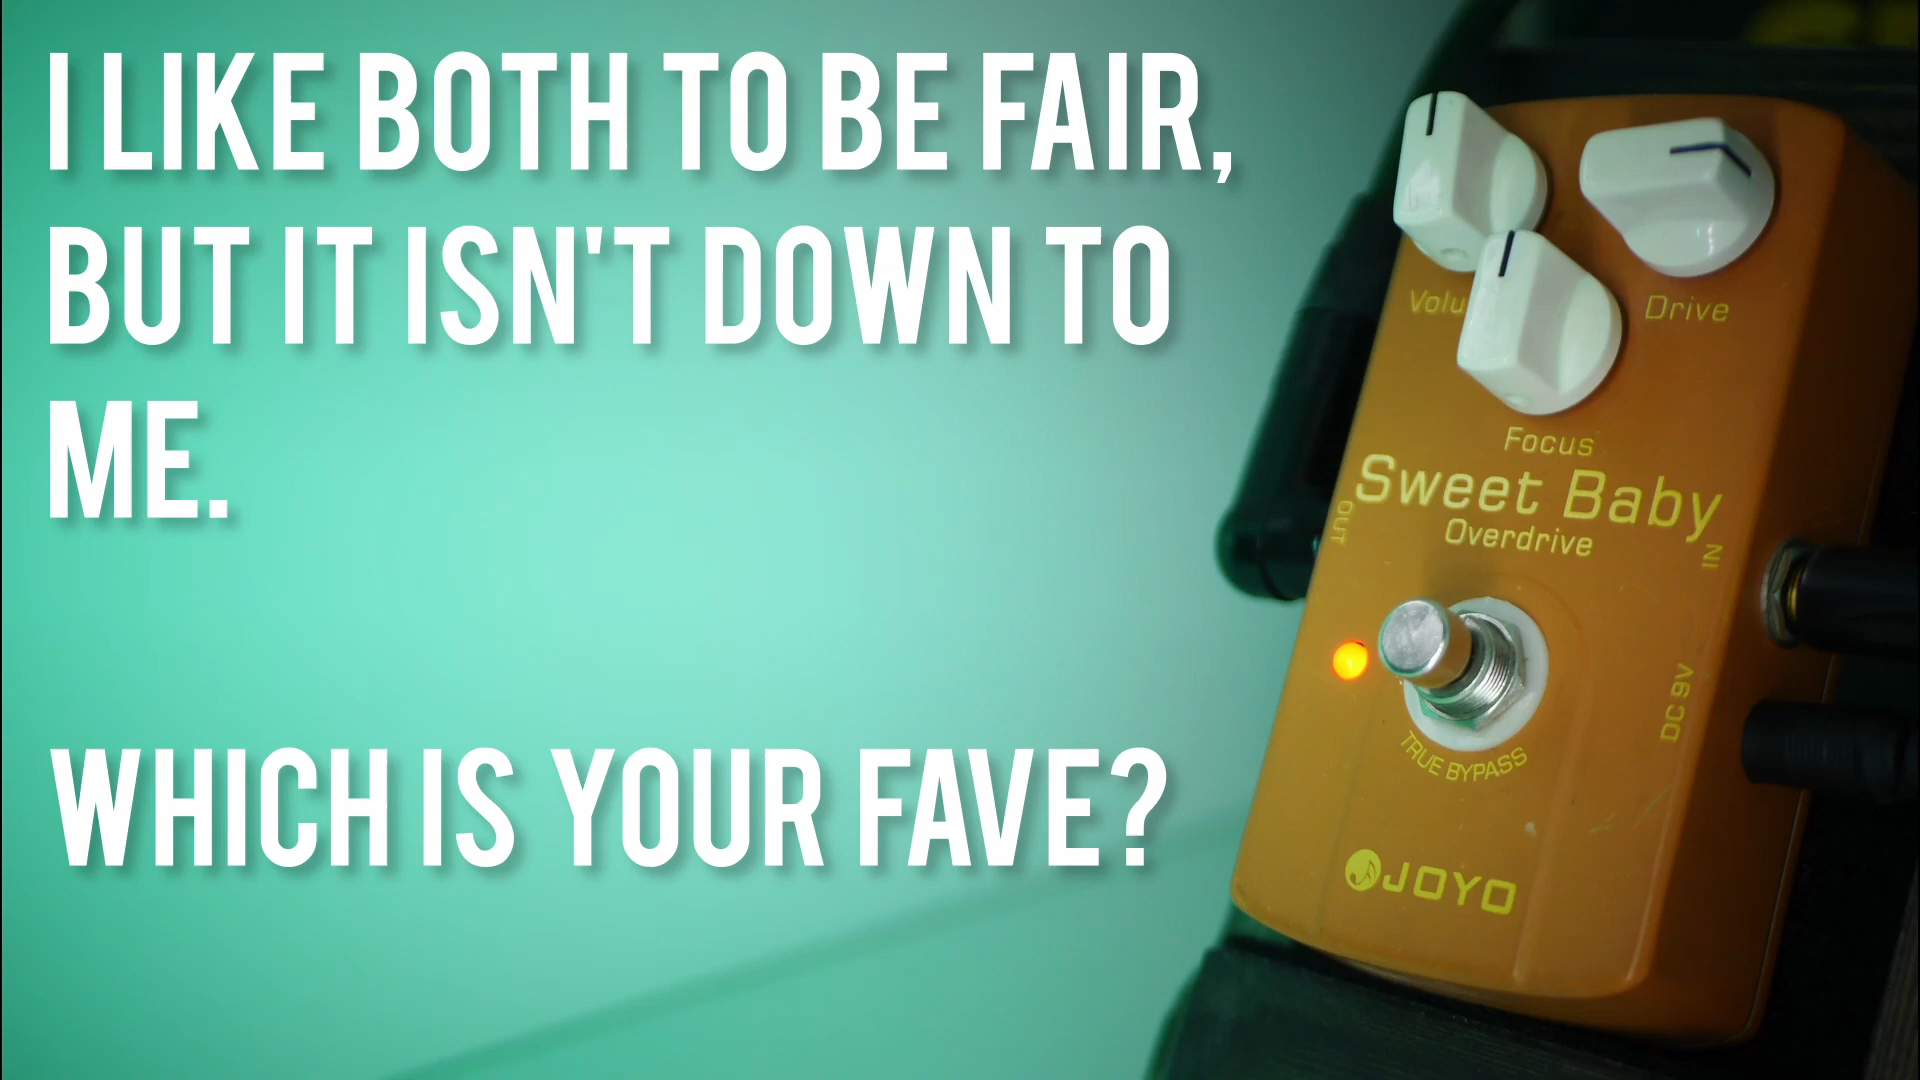 I LIKE BOTH TO BE FAIR,
BUT IT ISN'T DOWN TO
ME.
WHICH IS YOUR FAVE?
Volu
Drive
Focus
Sweet Baby
Overdrive
OUT
IN
DC 9V
TRUE BYPASS
JOYO